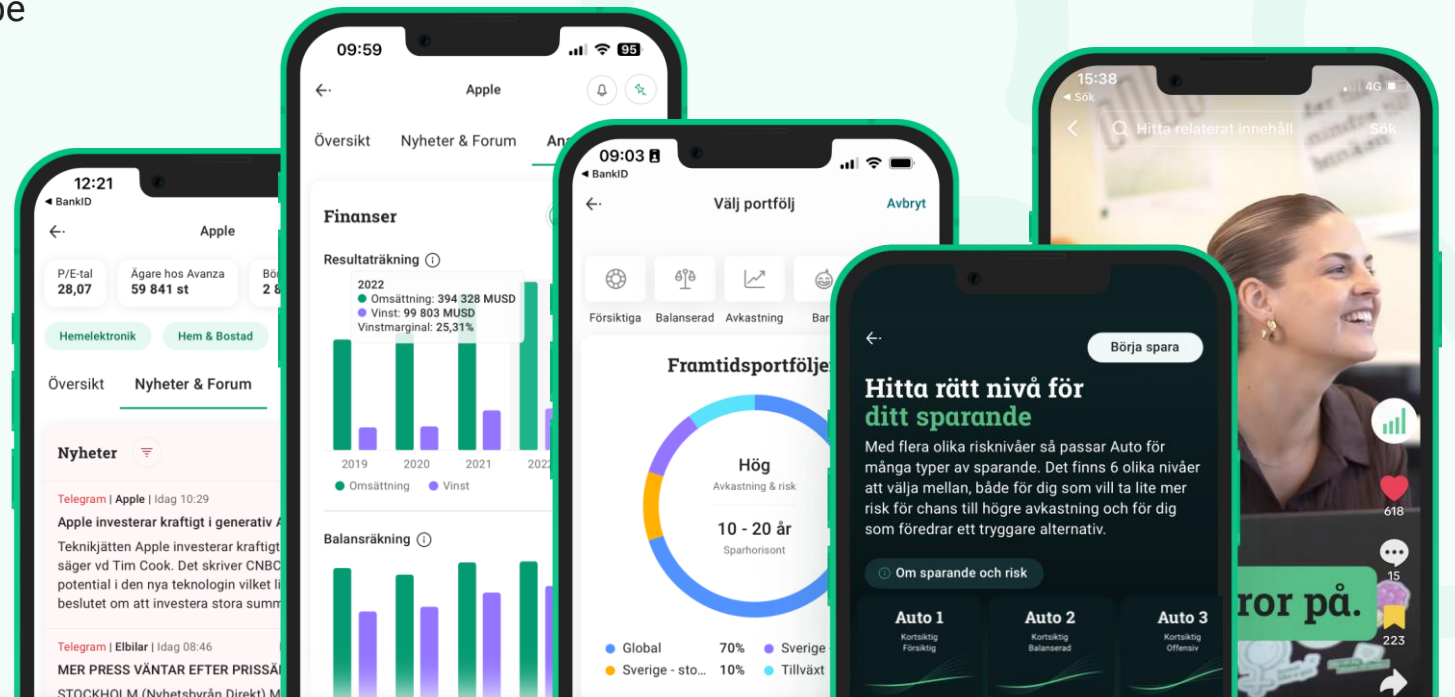 09:59
95
Apple
Översikt Nyheter & Forum
Finanser
Resultaträkning
2022
Omsättning: 394 328 MUSD
Vinst: 99 803 MUSD
Vinstmarginal: 25,31%
2019 2020 2021
Omsättning Vinst
Balansräkning
12:21
BankID
Apple
P/E-tal
28,07
Ägare hos Avanza
59 841 st
Hemelektronik Hem & Bostad
Översikt Nyheter & Forum
Nyheter
Telegram | Apple | Idag 10:29
Apple investerar kraftigt i generativ
Teknikjätten Apple investerar kraftigt
säger vd Tim Cook. Det skriver CNBC
potential i den nya teknologin vilket
beslutet om att investera stora
Telegram | Elbilar | Idag 08:46
MER PRESS VÄNTAR EFTER
STOCKHOLM (Nyhetsbyrån Direkt)
09:03
BankID
Välj portfölj Avbryt
Försiktiga Balanserad Avkastning
Framtidsportföljen
Hög
Avkastning & risk
10 - 20 år
Sparhorisont
Global 70% Sverige
Sverige - sto... 10% Tillväxt
Börja spara
Hitta rätt nivå för
ditt sparande
Med flera olika risknivåer så passar Auto för
många typer av sparande. Det finns 6 olika nivåer
att välja mellan, både för dig som vill ta lite mer
risk för chans till högre avkastning och för dig
som föredrar ett tryggare alternativ.
Om sparande och risk
Auto 1
Kortsiktig
Försiktig
Auto 2
Kortsiktig
Balanserad
Auto 3
Kortsiktig
Offensiv
15:38
4G
Sök
Hitta relaterat innehåll Sök
618
15
ror på.
223